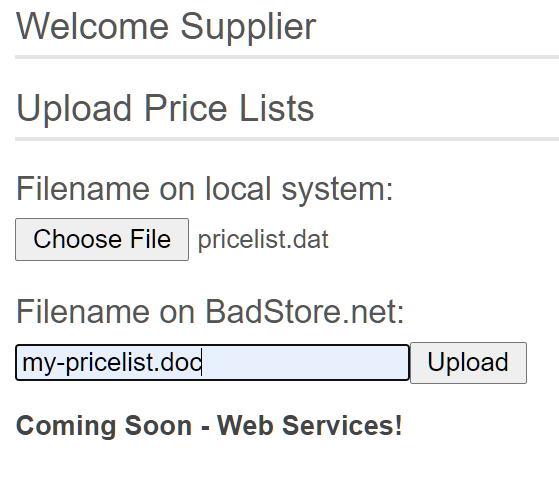 Welcome Supplier
Upload Price Lists
Filename on local system:
Choose File pricelist.dat
Filename on BadStore.net:
my-pricelist.doc Upload
Coming Soon - Web Services!